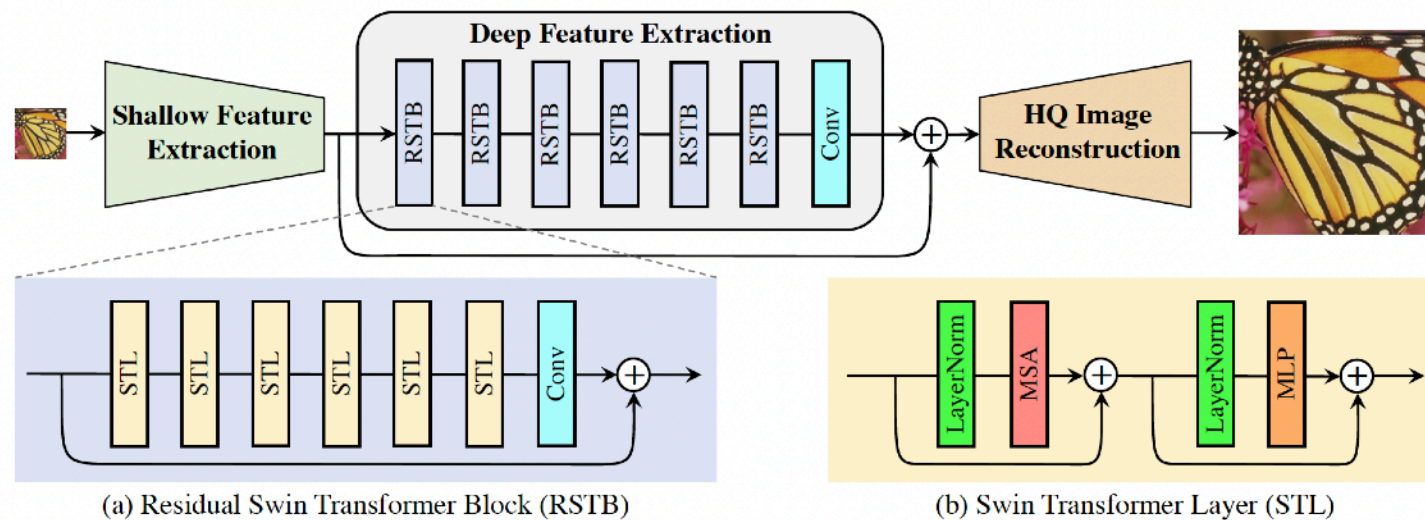 Deep Feature Extraction
Shallow Feature
Extraction
RSTB
RSTB
RSTB
RSTB
RSTB
RSTB
Conv
HQ Image
Reconstruction
STL
STL
STL
STL
STL
STL
Conv
LayerNorm
MSA
LayerNorm
MLP
(a) Residual Swin Transformer Block (RSTB)
(b) Swin Transformer Layer (STL)